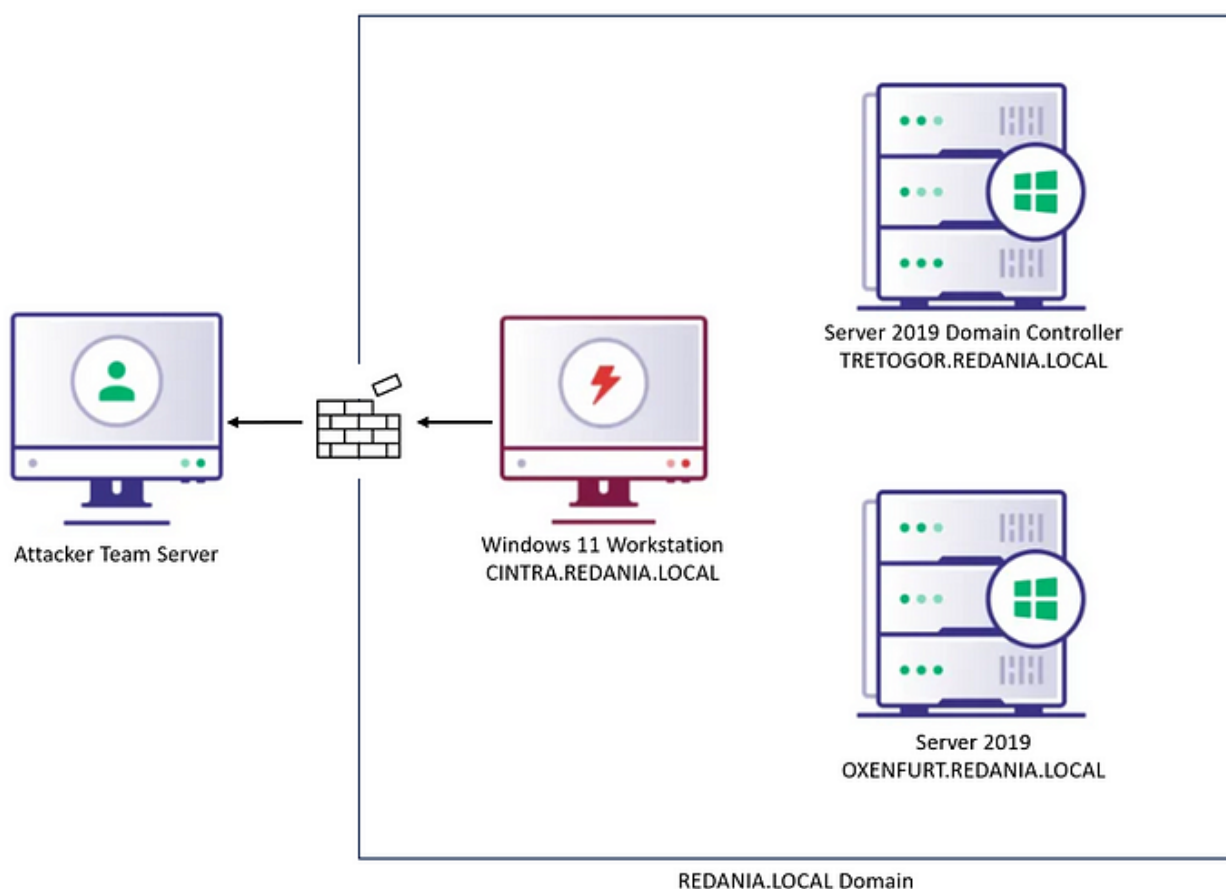 Server 2019 Domain Controller
TRETOGOR.REDANIA.LOCAL
Attacker Team Server
Windows 11 Workstation
CINTRA.REDANIA.LOCAL
Server 2019
OXENFURT.REDANIA.LOCAL
REDANIA.LOCAL Domain